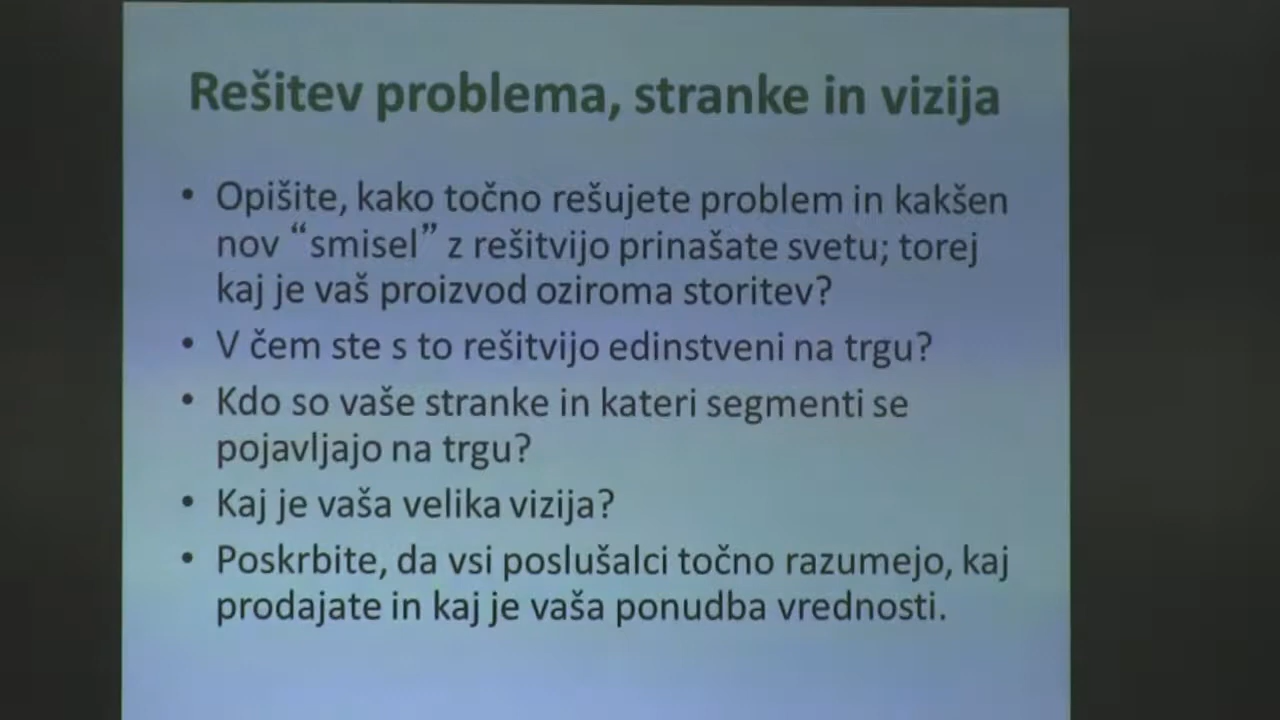 Rešitev problema, stranke in vizija
• Opišite, kako točno rešujete problem in kakšen
nov “smisel” z rešitvijo prinašate svetu; torej
kaj je vaš proizvod oziroma storitev?
• V čem ste s to rešitvijo edinstveni na trgu?
• Kdo so vaše stranke in kateri segmenti se
pojavljajo na trgu?
• Kaj je vaša velika vizija?
• Poskrbite, da vsi poslušalci točno razumejo, kaj
prodajate in kaj je vaša ponudba vrednosti.